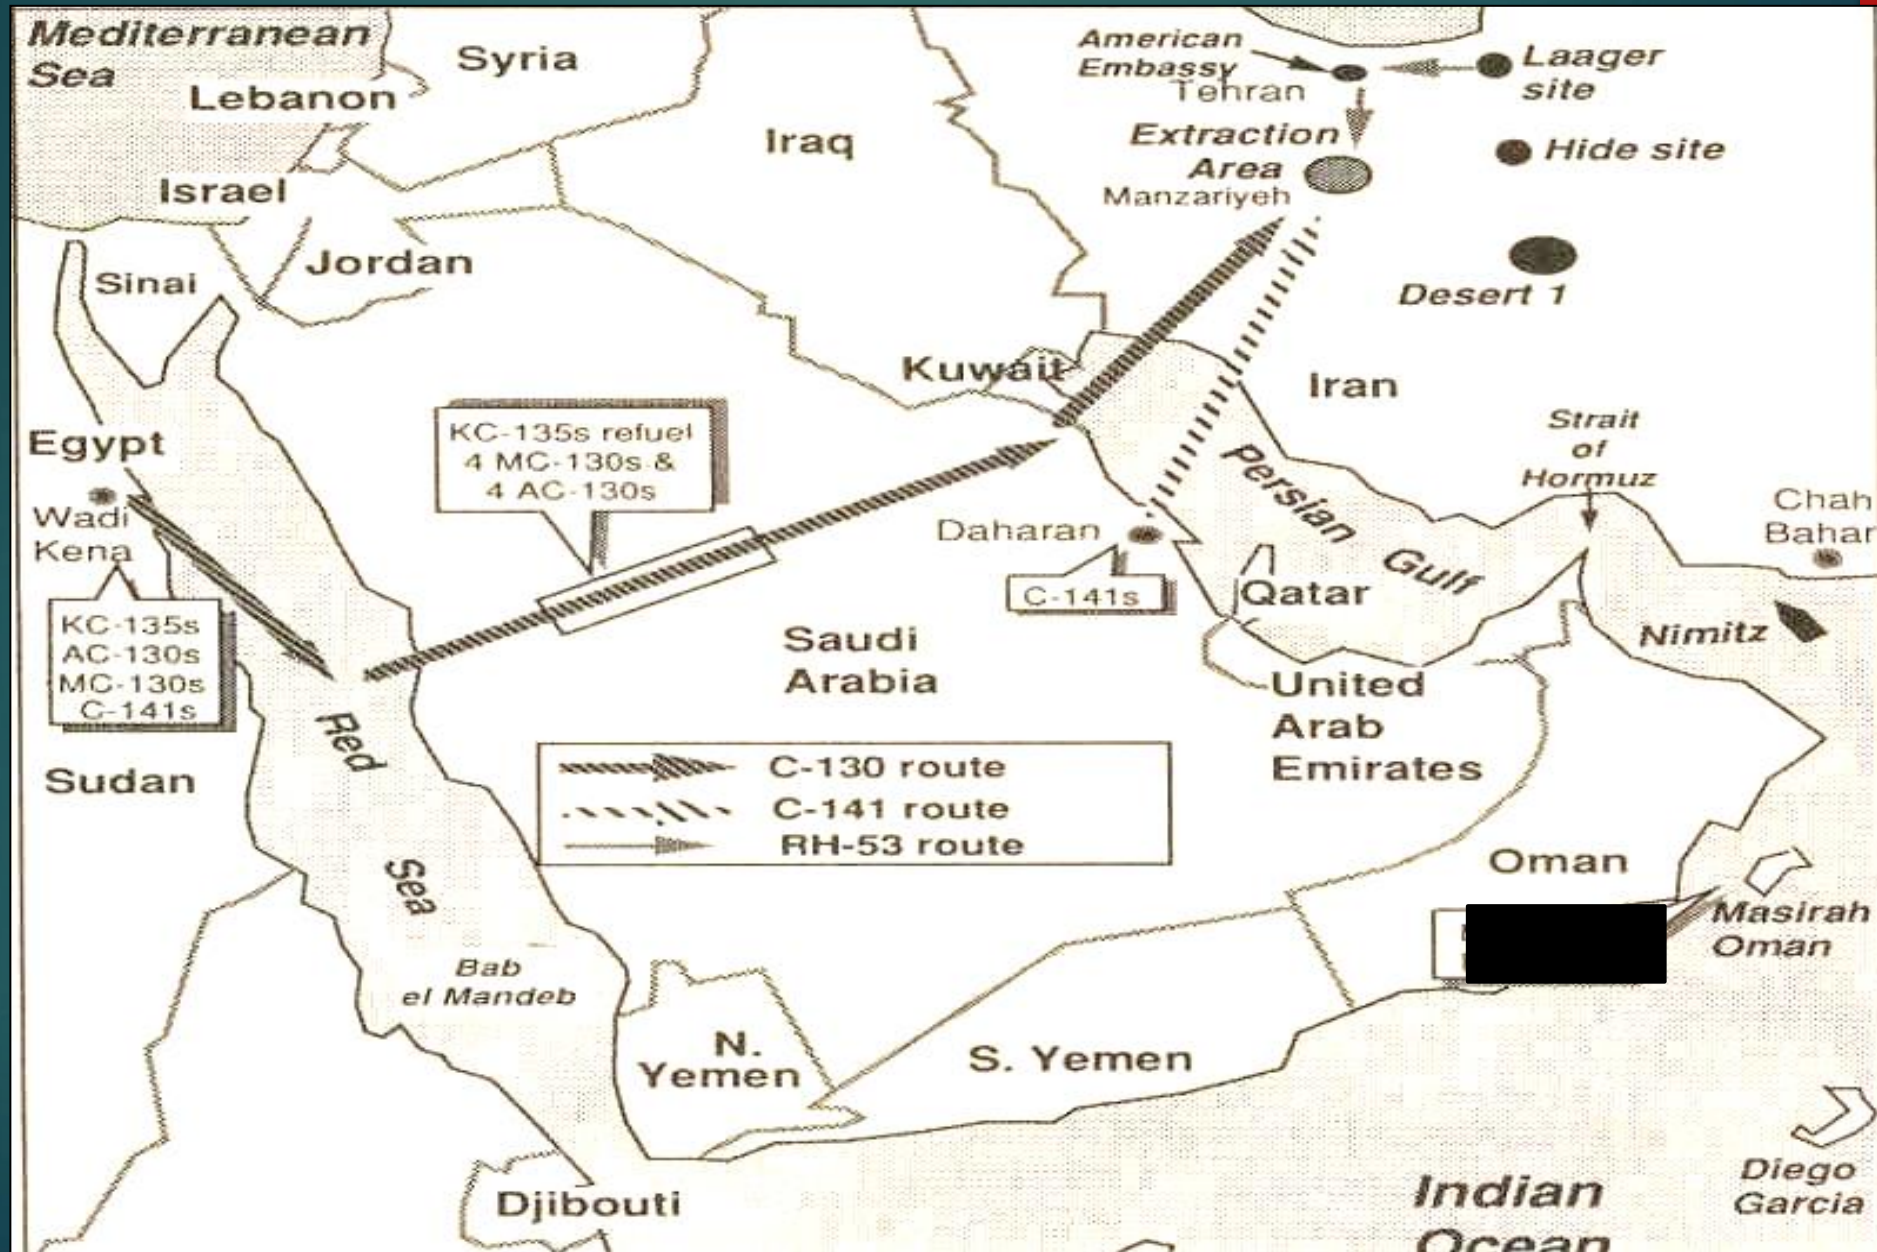 Mediterranean
Sea
Syria
Lebanon
Israel
Iraq
Jordan
Sinai
American
Embassy
Tehran
Laager
site
Extraction
Area
Manzariyeh
Hide site
Desert 1
Kuwait
Iran
Egypt
Wadi
Kena
KC-135s refuel
4 MC-130s &
4 AC-130s
Strait
of
Hormuz
Chah
Bahar
Persian Gulf
Daharan
C-141s
Qatar
KC-135s
AC-130s
MC-130s
C-141s
Saudi
Arabia
Nimitz
United
Arab
Emirates
Red
Sea
Sudan
C-130 route
C-141 route
RH-53 route
Oman
Masirah
Oman
Bab
el Mandeb
N.
Yemen
S. Yemen
Djibouti
Diego
Garcia
Indian
Ocean